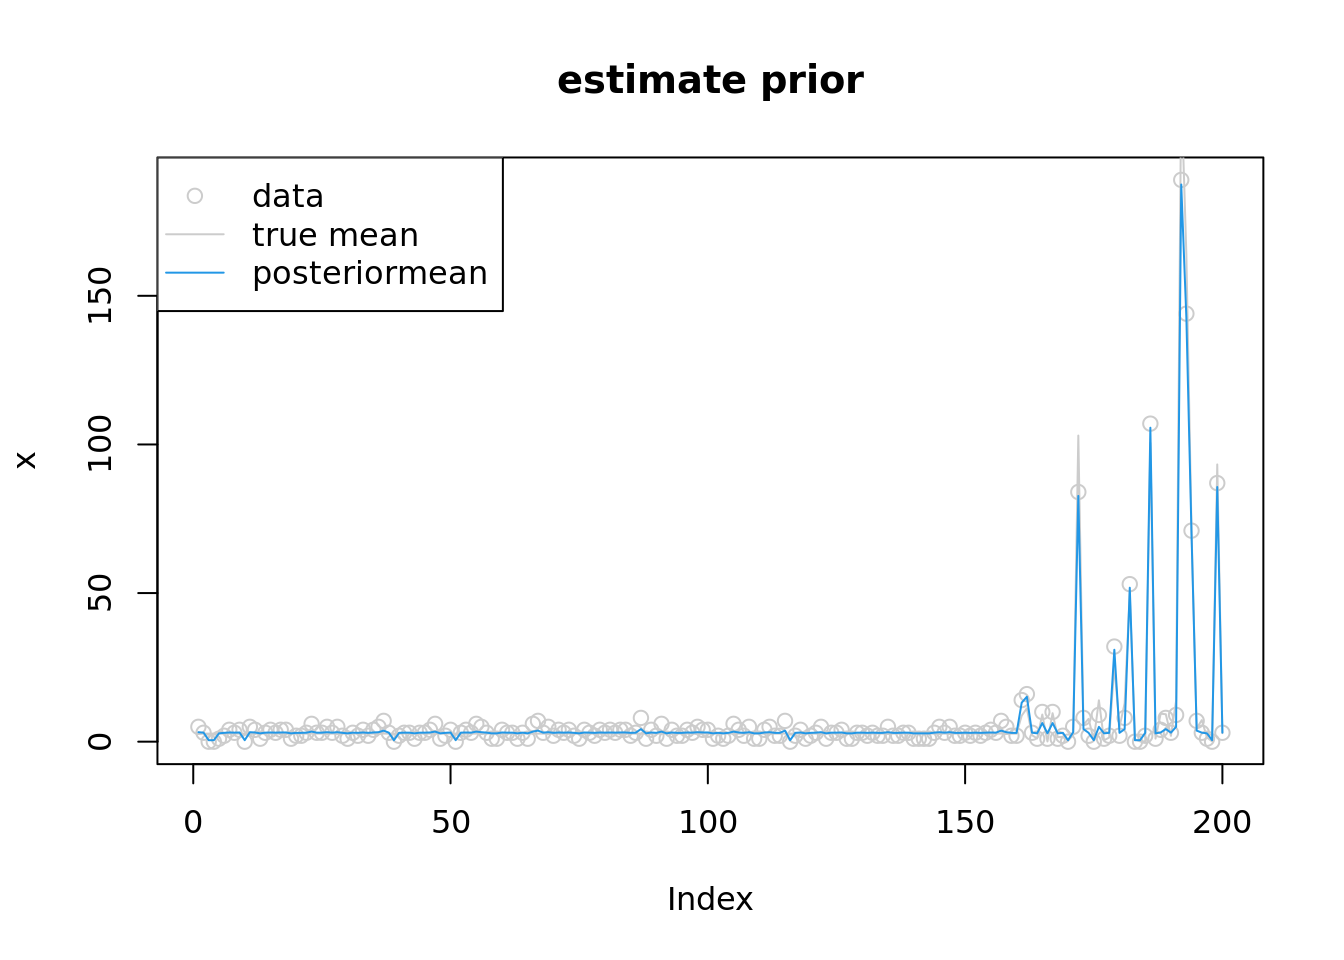 estimate prior
data
true mean
posteriormean
x
0
50
100
150
0
50
100
150
200
Index